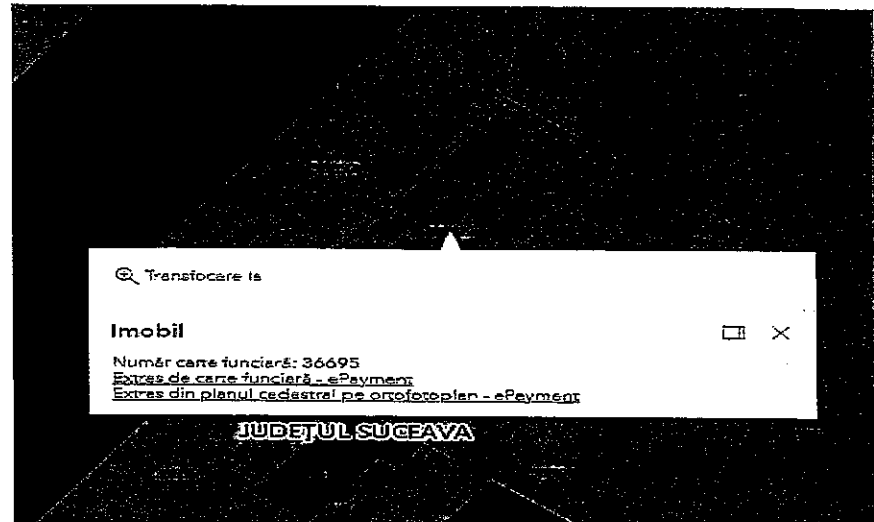 Transfocare la
Imobil
Număr carte funciară: 36695
Extras de carte funciară - ePayment
Extras din planul cadastral pe ortofotoplan - ePayment
JUDEȚUL SUCEAVA